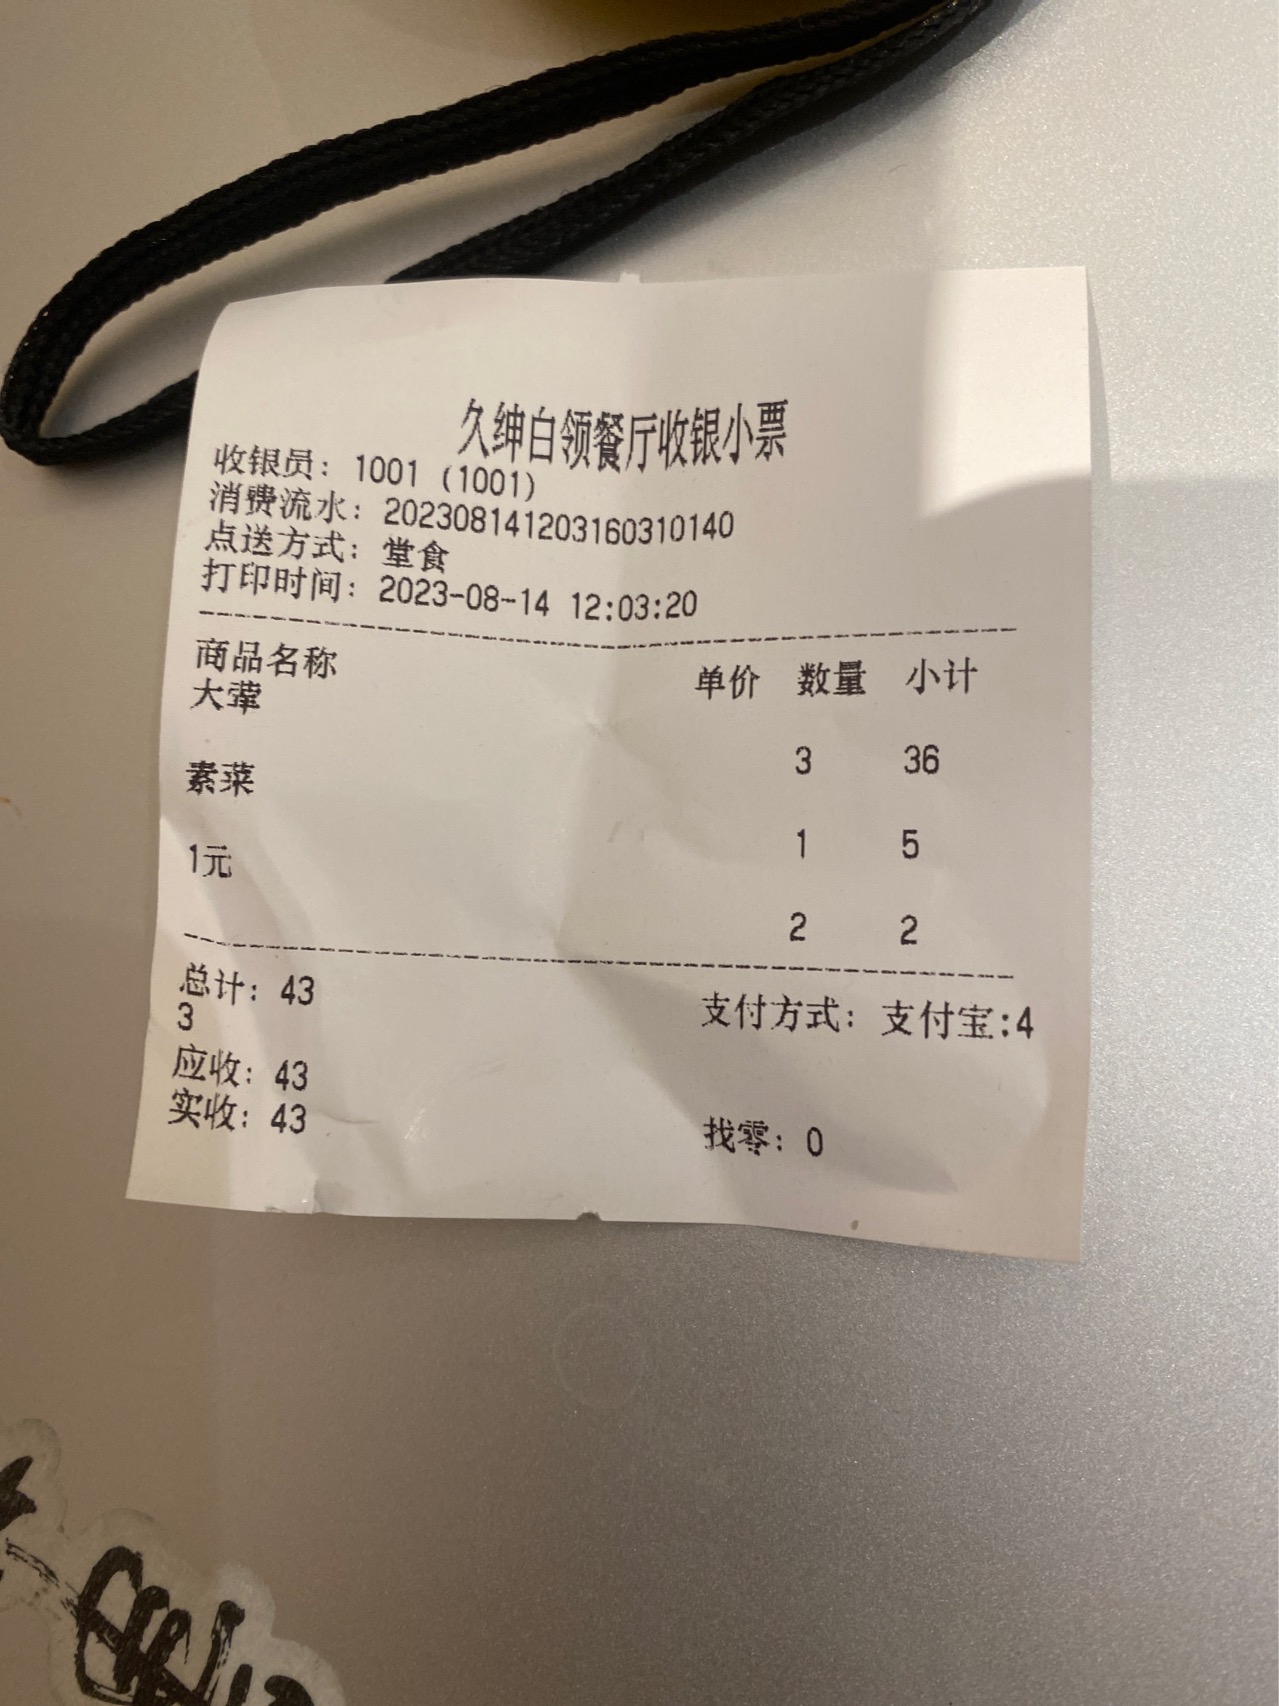 久绅白领餐厅收银小票
收银员: 1001 (1001)
消费流水: 202308141203160310140
点送方式: 堂食
打印时间: 2023-08-14 12:03:20
商品名称 单价 数量 小计
大荤
3 36
素菜
1 5
1元
2 2
总计: 43 支付方式: 支付宝:4
3
应收: 43
实收: 43 找零: 0